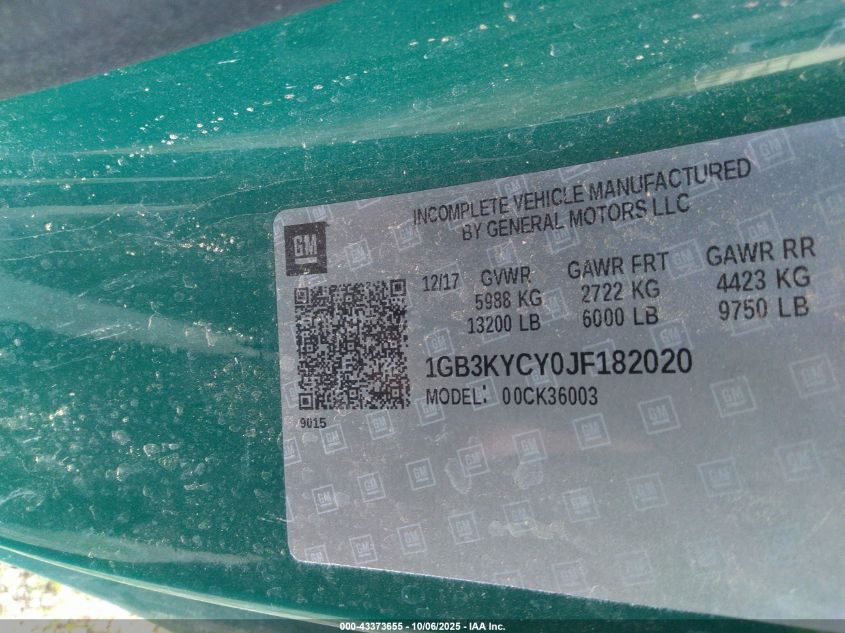 INCOMPLETE VEHICLE MANUFACTURED
BY GENERAL MOTORS LLC
GM
12/17 GVWR GAWR FRT GAWR RR
5988 KG 2722 KG 4423 KG
13200 LB 6000 LB 9750 LB
1GB3KYCY0JF182020
MODEL: 00CK36003
9015
000-43373655 - 10/06/2025 - IAA Inc.